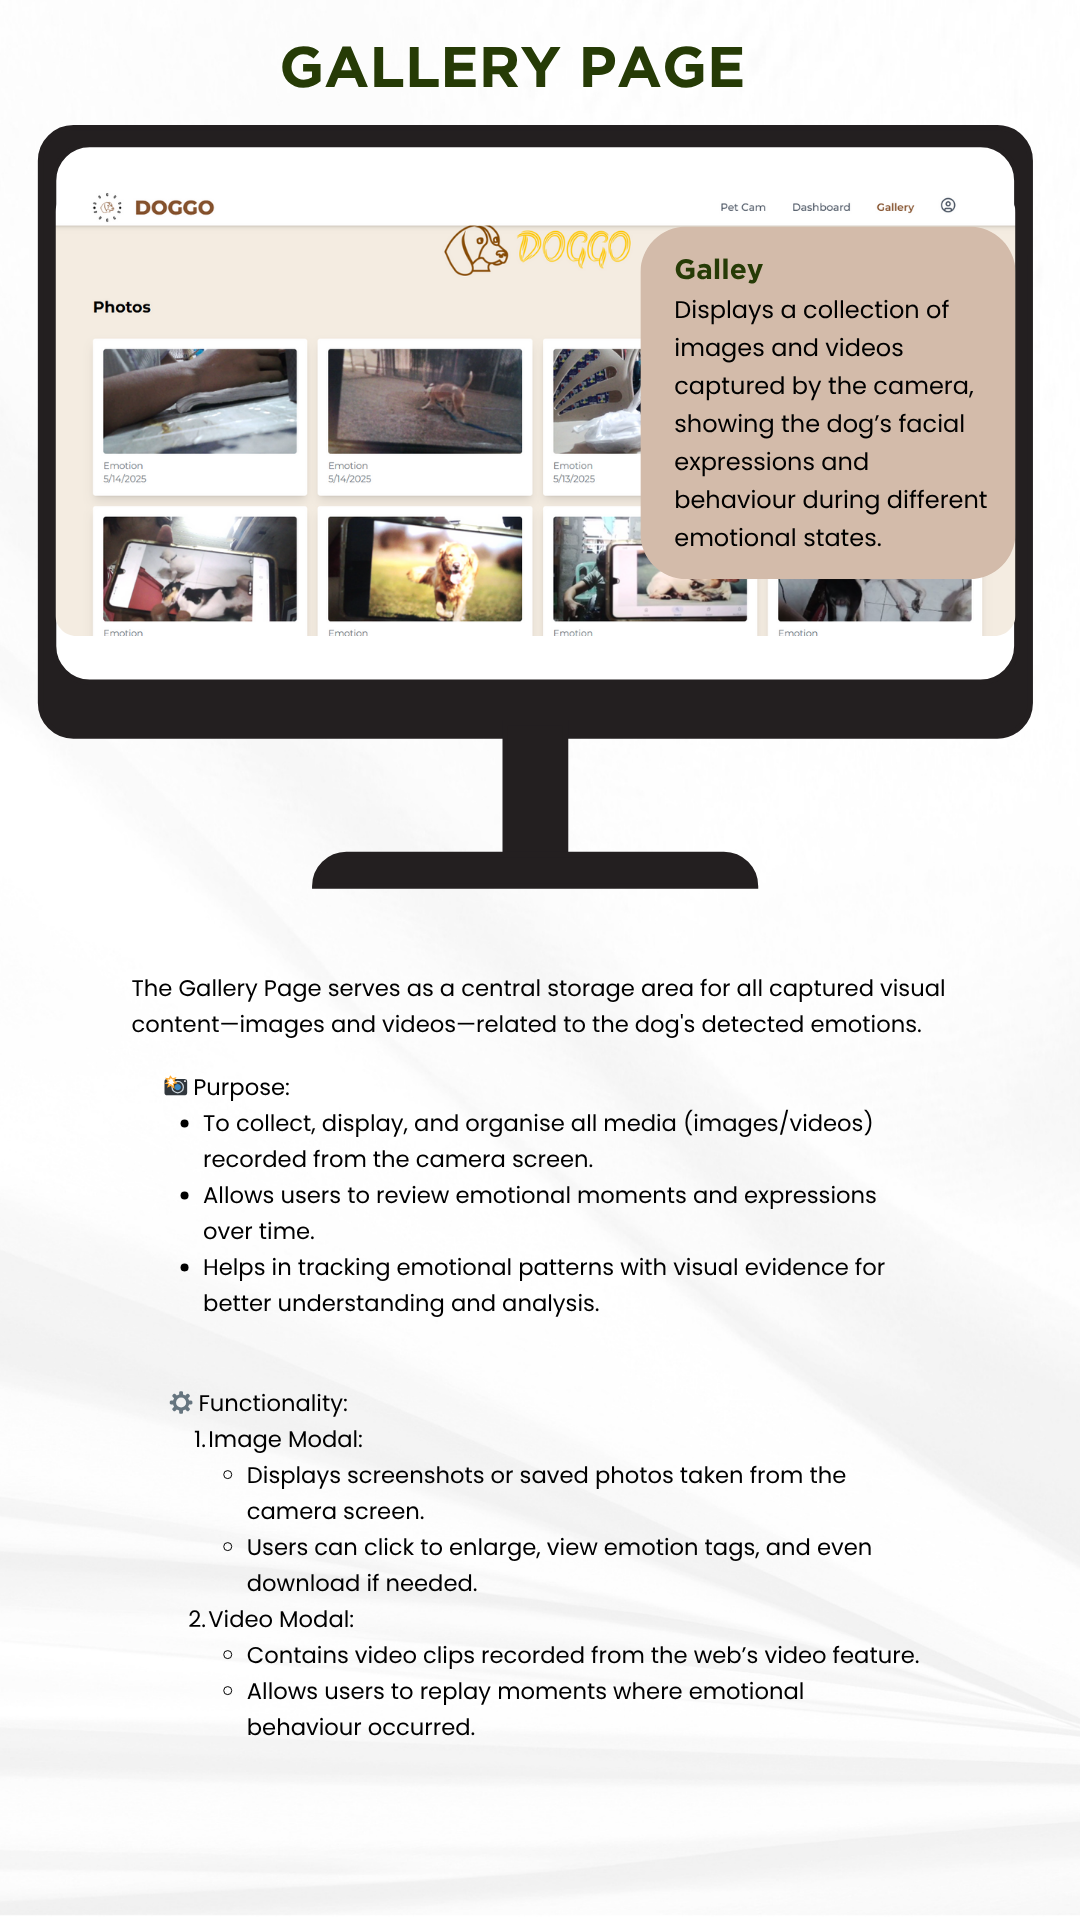 GALLERY PAGE
DOGGO
Pet Cam Dashboard Gallery
DOGGO
Galley
Displays a collection of
images and videos
captured by the camera,
showing the dog’s facial
expressions and
behaviour during different
emotional states.
Photos
Emotion
5/14/2025
Emotion
5/14/2025
Emotion
5/13/2025
Emotion
Emotion
Emotion
Emotion
The Gallery Page serves as a central storage area for all captured visual
content—images and videos—related to the dog's detected emotions.
📸 Purpose:
• To collect, display, and organise all media (images/videos)
recorded from the camera screen.
• Allows users to review emotional moments and expressions
over time.
• Helps in tracking emotional patterns with visual evidence for
better understanding and analysis.
⚙️ Functionality:
1. Image Modal:
○ Displays screenshots or saved photos taken from the
camera screen.
○ Users can click to enlarge, view emotion tags, and even
download if needed.
2. Video Modal:
○ Contains video clips recorded from the web’s video feature.
○ Allows users to replay moments where emotional
behaviour occurred.